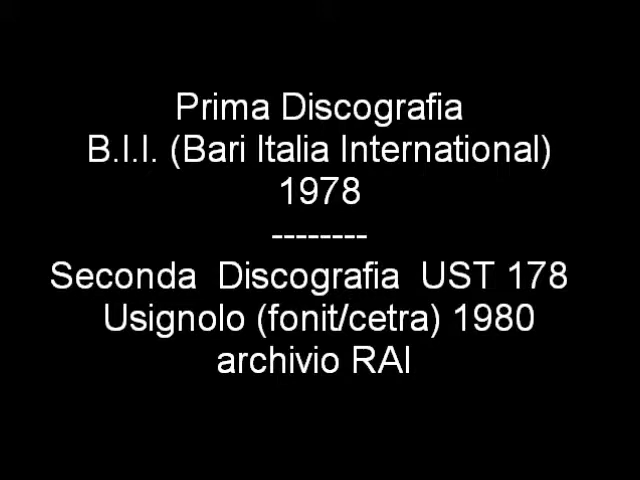 Prima Discografia
B.I.I. (Bari Italia International)
1978
--------
Seconda  Discografia  UST 178
Usignolo (fonit/cetra) 1980
archivio RAI